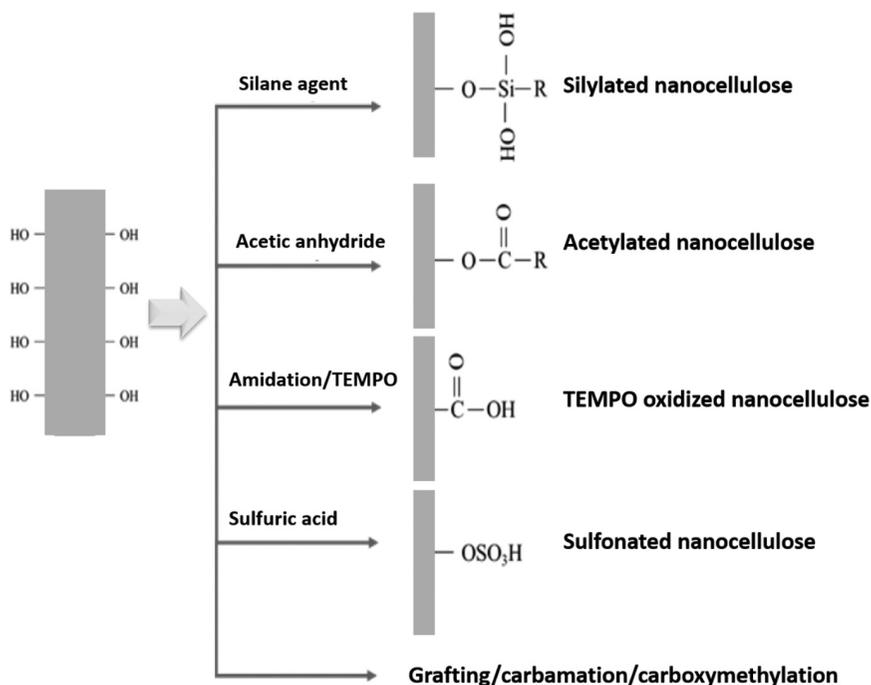 HO
OH
HO
OH
HO
OH
HO
OH
Silane agent
OH
O–Si–R
OH
Silylated nanocellulose
Acetic anhydride
O
O–C–R
Acetylated nanocellulose
Amidation/TEMPO
O
C–OH
TEMPO oxidized nanocellulose
Sulfuric acid
OSO₃H
Sulfonated nanocellulose
Grafting/carbamation/carboxymethylation